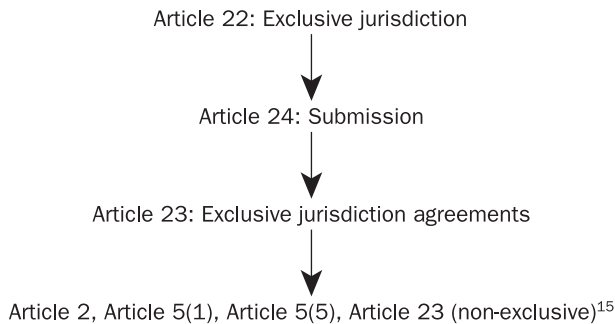 Article 22: Exclusive jurisdiction
Article 24: Submission
Article 23: Exclusive jurisdiction agreements
Article 2, Article 5(1), Article 5(5), Article 23 (non-exclusive)15